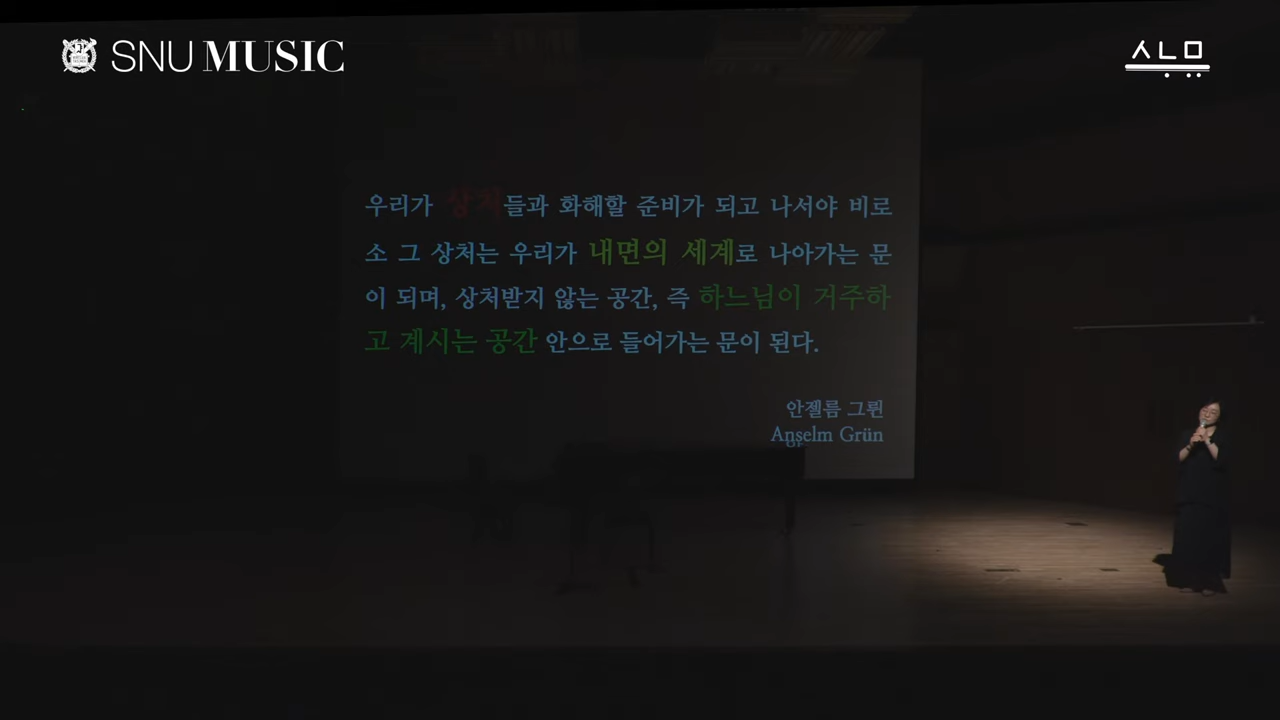 SNU MUSIC
ㅅㄴㅁ
우리가 상처들과 화해할 준비가 되고 나서야 비로
소 그 상처는 우리가 내면의 세계로 나아가는 문
이 되며, 상처받지 않는 공간, 즉 하느님이 거주하
고 계시는 공간 안으로 들어가는 문이 된다.
안젤름 그륀
Anselm Grün